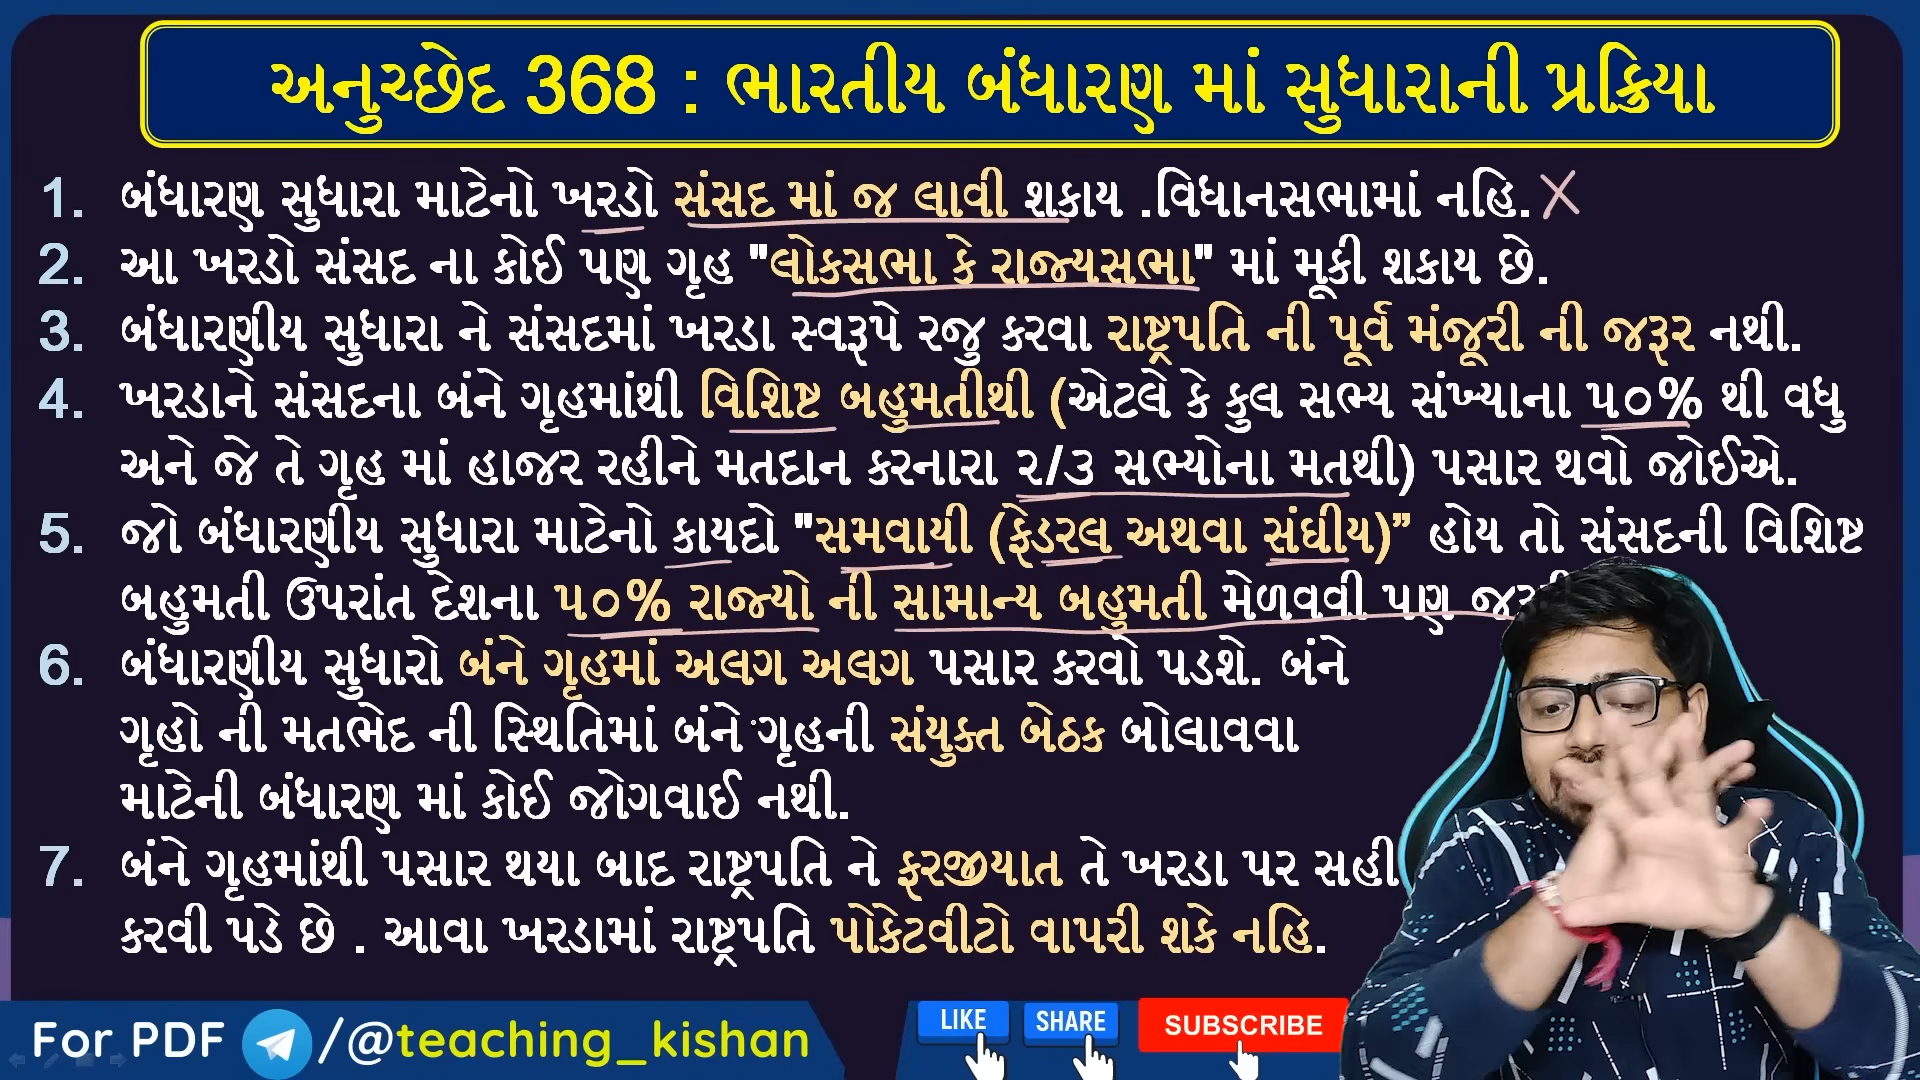 અનુચ્છેદ 368 : ભારતીય બંધારણ માં સુધારાની પ્રક્રિયા
1. બંધારણ સુધારા માટેનો ખરડો સંસદ માં જ લાવી શકાય .વિધાનસભામાં નહિ.
2. આ ખરડો સંસદ ના કોઈ પણ ગૃહ "લોકસભા કે રાજ્યસભા" માં મૂકી શકાય છે.
3. બંધારણીય સુધારા ને સંસદમાં ખરડા સ્વરૂપે રજુ કરવા રાષ્ટ્રપતિ ની પૂર્વ મંજૂરી ની જરૂર નથી.
4. ખરડાને સંસદના બંને ગૃહમાંથી વિશિષ્ટ બહુમતીથી (એટલે કે કુલ સભ્ય સંખ્યાના ૫૦% થી વધુ
અને જે તે ગૃહ માં હાજર રહીને મતદાન કરનારા ૨/૩ સભ્યોના મતથી) પસાર થવો જોઈએ.
5. જો બંધારણીય સુધારા માટેનો કાયદો "સમવાયી (ફેડરલ અથવા સંઘીય)” હોય તો સંસદની વિશિષ્ટ
બહુમતી ઉપરાંત દેશના ૫૦% રાજ્યો ની સામાન્ય બહુમતી મેળવવી પણ
6. બંધારણીય સુધારો બંને ગૃહમાં અલગ અલગ પસાર કરવો પડશે. બંને
ગૃહો ની મતભેદ ની સ્થિતિમાં બંને ગૃહની સંયુક્ત બેઠક બોલાવવા
માટેની બંધારણ માં કોઈ જોગવાઈ નથી.
7. બંને ગૃહમાંથી પસાર થયા બાદ રાષ્ટ્રપતિ ને ફરજીયાત તે ખરડા પર સહી
કરવી પડે છે . આવા ખરડામાં રાષ્ટ્રપતિ પોકેટવીટો વાપરી શકે નહિ.
For PDF /@teaching_kishan LIKE SHARE SUBSCRIBE